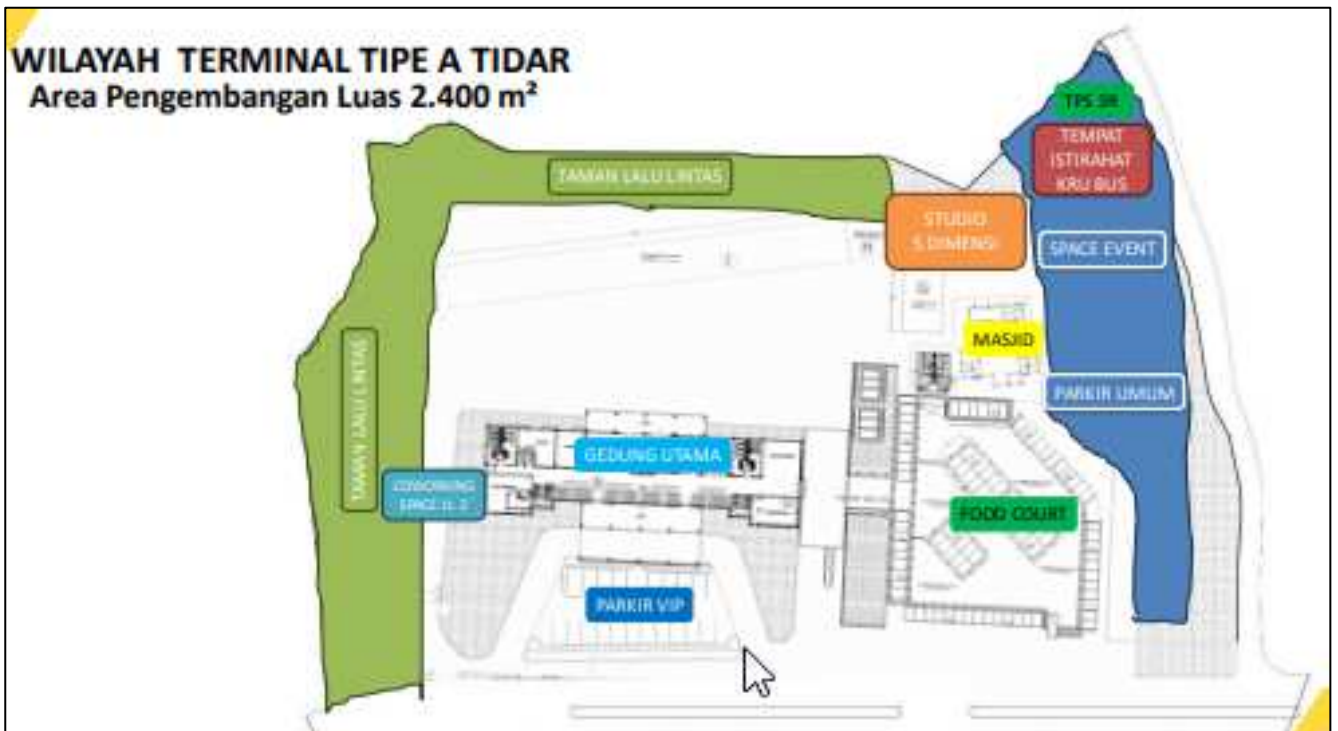 WILAYAH TERMINAL TIPE A TIDAR
Area Pengembangan Luas 2.400 m²
TPS 3R
TEMPAT
ISTIRAHAT
KRU BUS
TAMAN LALU LINTAS
STUDIO
5 DIMENSI
SPACE EVENT
MASJID
TAMAN LALU LINTAS
PARKIR UMUM
GEDUNG UTAMA
COWORKING
SPACE
FOOD COURT
PARKIR VIP